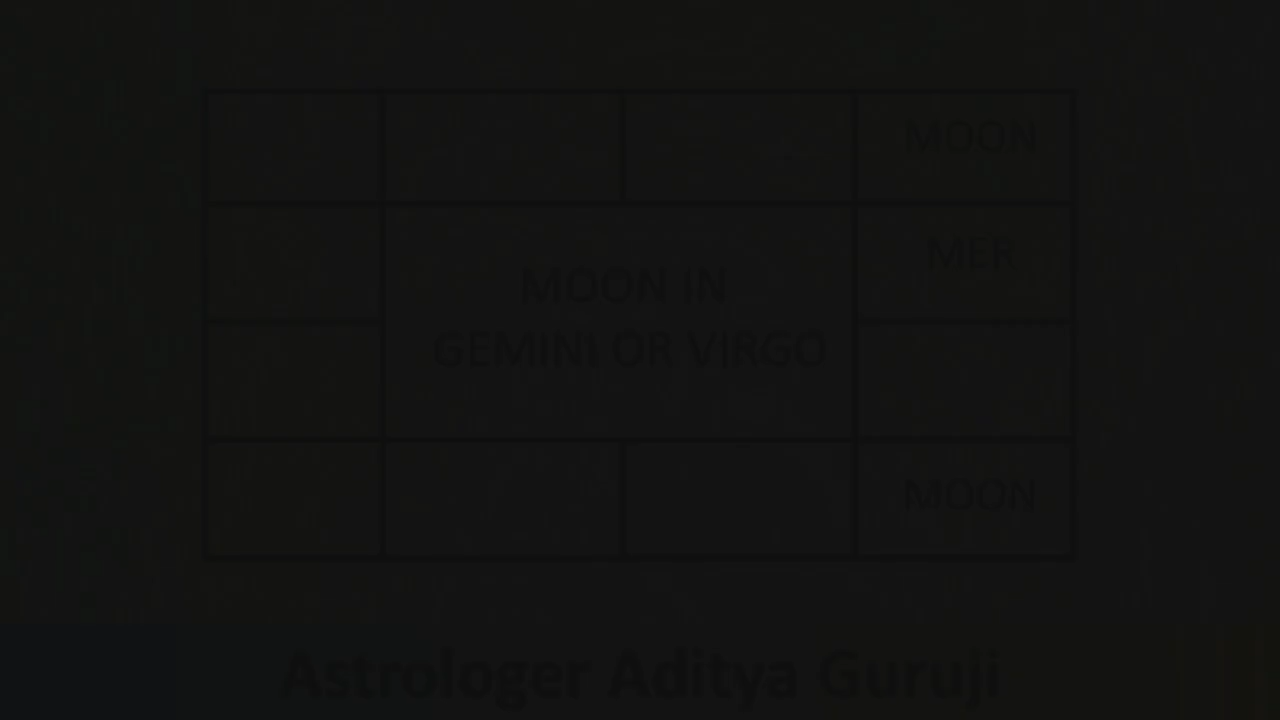 MOON
MER
MOON IN
GEMINI OR VIRGO
MOON
Astrologer Aditya Guruji